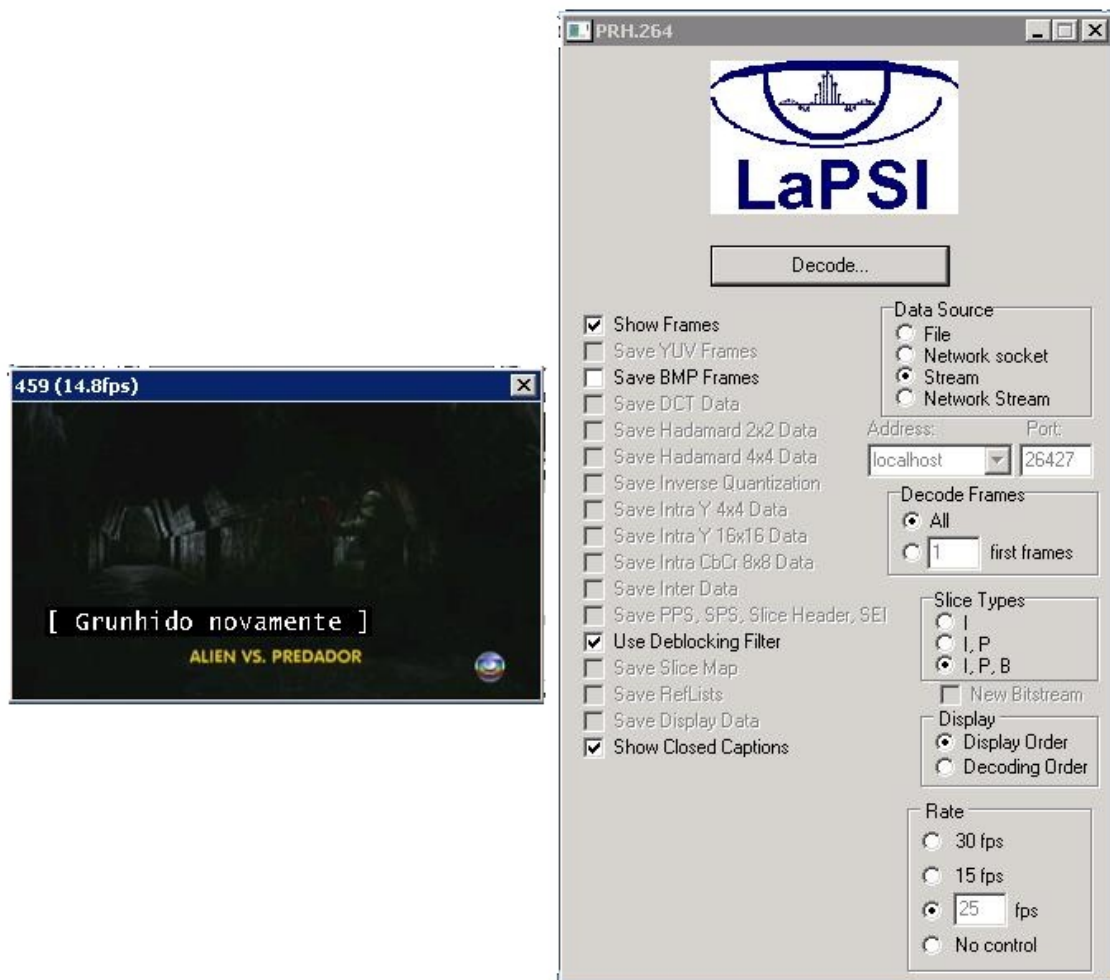 459 (14.8fps)
[ Grunhido novamente ]
ALIEN VS. PREDADOR
PRH.264
LaPSI
Decode...
Show Frames
Save YUV Frames
Save BMP Frames
Save DCT Data
Save Hadamard 2x2 Data
Save Hadamard 4x4 Data
Save Inverse Quantization
Save Intra Y 4x4 Data
Save Intra Y 16x16 Data
Save Intra CbCr 8x8 Data
Save Inter Data
Save PPS, SPS, Slice Header, SEI
Use Deblocking Filter
Save Slice Map
Save RefLists
Save Display Data
Show Closed Captions
Data Source
File
Network socket
Stream
Network Stream
Address: Port:
localhost 26427
Decode Frames
All
1 first frames
Slice Types
I
I, P
I, P, B
New Bitstream
Display
Display Order
Decoding Order
Rate
30 fps
15 fps
25 fps
No control